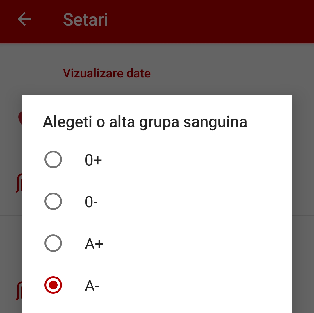 Setari
Vizualizare date
Alegeti o alta grupa sanguina
0+
0-
A+
A-